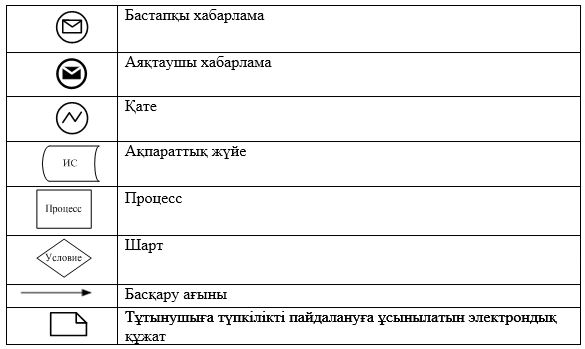 Бастапқы хабарлама
Аяқтаушы хабарлама
Қате
ИС
Ақпараттық жүйе
Процесс
Процесс
Условие
Шарт
Басқару ағыны
Тұтынушыға түпкілікті пайдалануға ұсынылатын электрондық
құжат